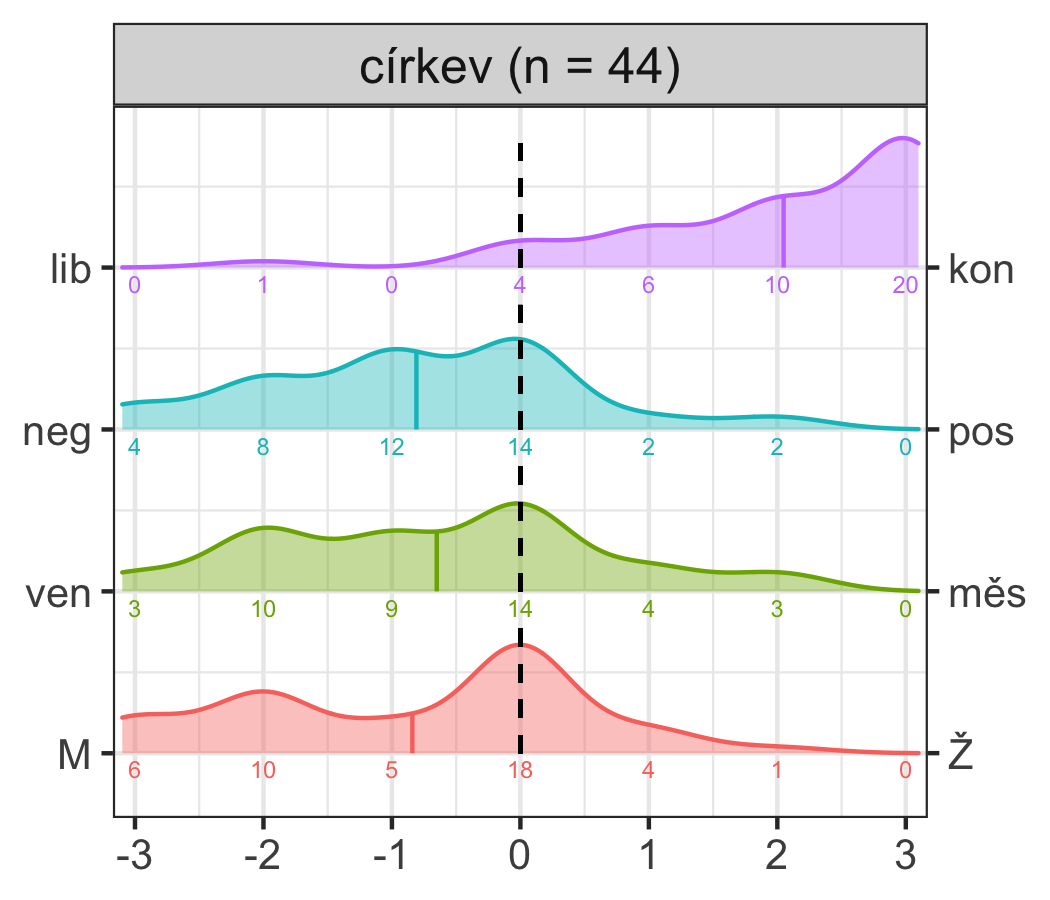 církev (n = 44)
lib kon
0 1 0 4 6 10 20
neg pos
4 8 12 14 2 2 0
ven měs
3 10 9 14 4 3 0
M Ž
6 10 5 18 4 1 0
-3 -2 -1 0 1 2 3